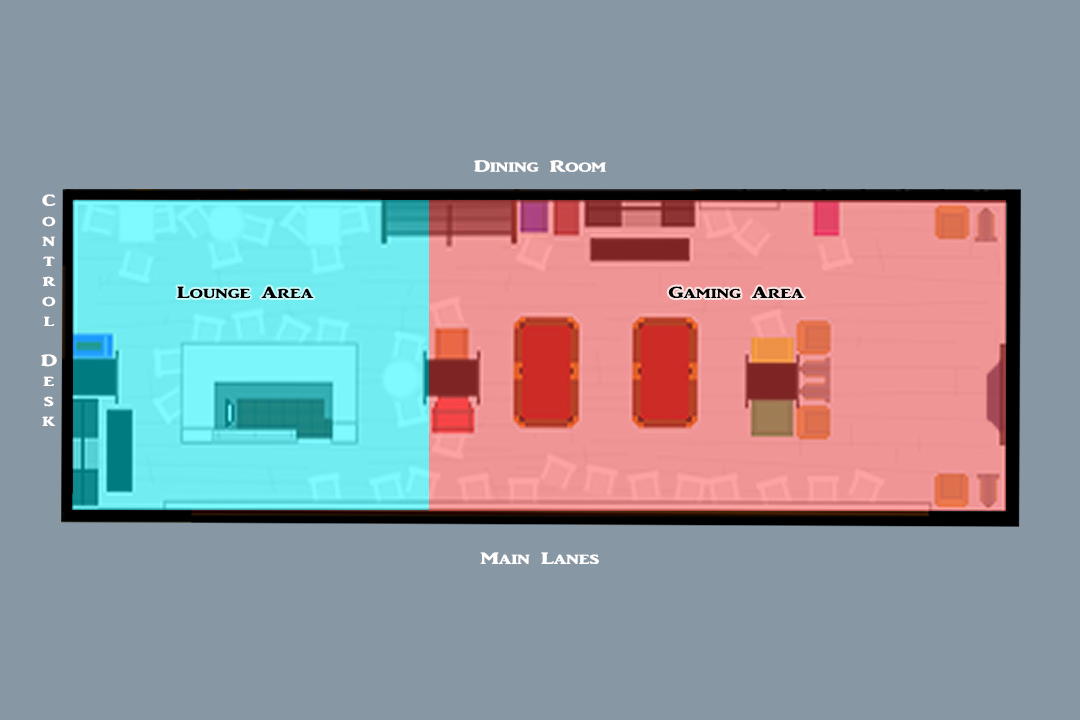 Dining Room
Control Desk
Lounge Area
Gaming Area
Main Lanes